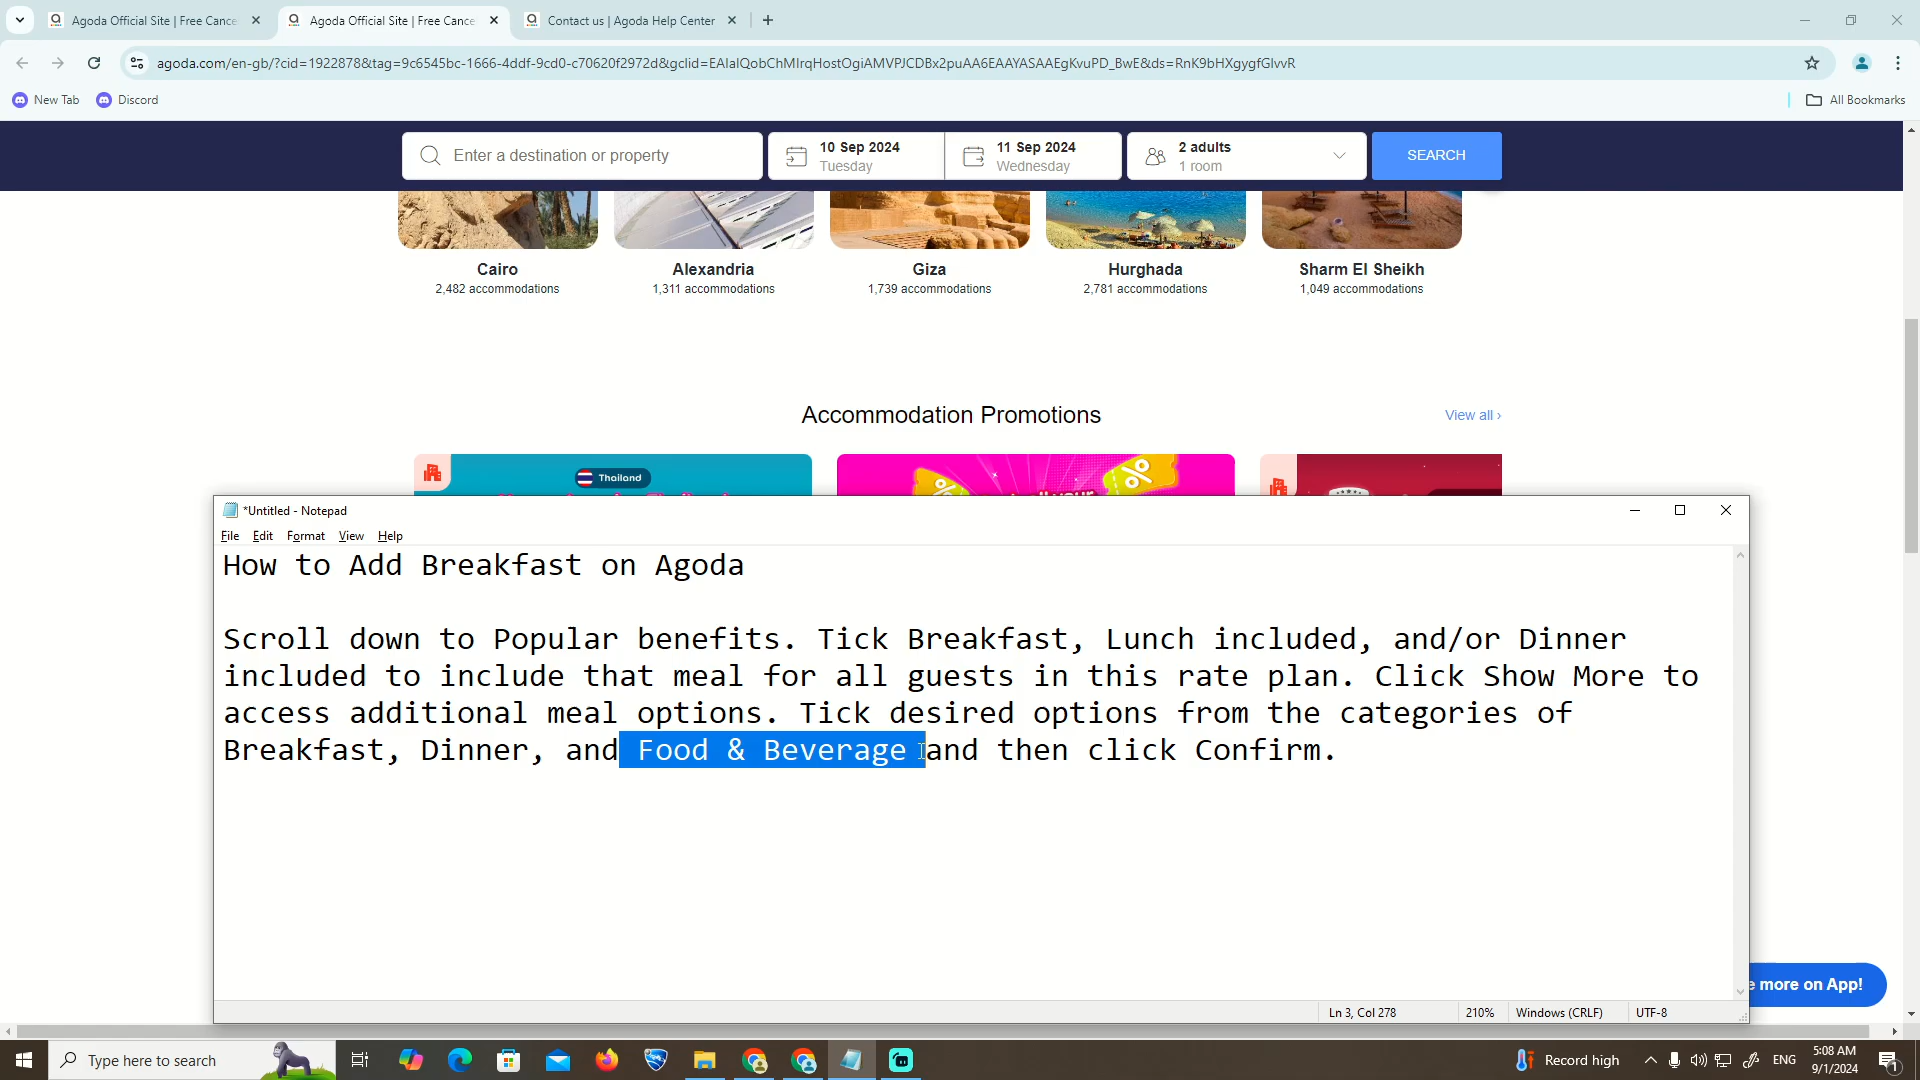 Agoda Official Site | Free Cance
Agoda Official Site | Free Cance
Contact us | Agoda Help Center
agoda.com/en-gb/?cid=1922878&tag=9c6545bc-1666-4ddf-9cd0-c70620f2972d&gclid=EAIaIQobChMIrqHostOgiAMVPJCDBx2puAA6EAAYASAAEgKvuPD_BwE&ds=RnK9bHXgygfGlvvR
New Tab
Discord
All Bookmarks
Enter a destination or property
10 Sep 2024
Tuesday
11 Sep 2024
Wednesday
2 adults
1 room
SEARCH
Cairo
2,482 accommodations
Alexandria
1,311 accommodations
Giza
1,739 accommodations
Hurghada
2,781 accommodations
Sharm El Sheikh
1,049 accommodations
Accommodation Promotions
View all ›
Thailand
*Untitled - Notepad
File Edit Format View Help
How to Add Breakfast on Agoda
Scroll down to Popular benefits. Tick Breakfast, Lunch included, and/or Dinner
included to include that meal for all guests in this rate plan. Click Show More to
access additional meal options. Tick desired options from the categories of
Breakfast, Dinner, and Food & Beverage and then click Confirm.
more on App!
Ln 3, Col 278
210%
Windows (CRLF)
UTF-8
Type here to search
Record high
ENG
5:08 AM
9/1/2024
1